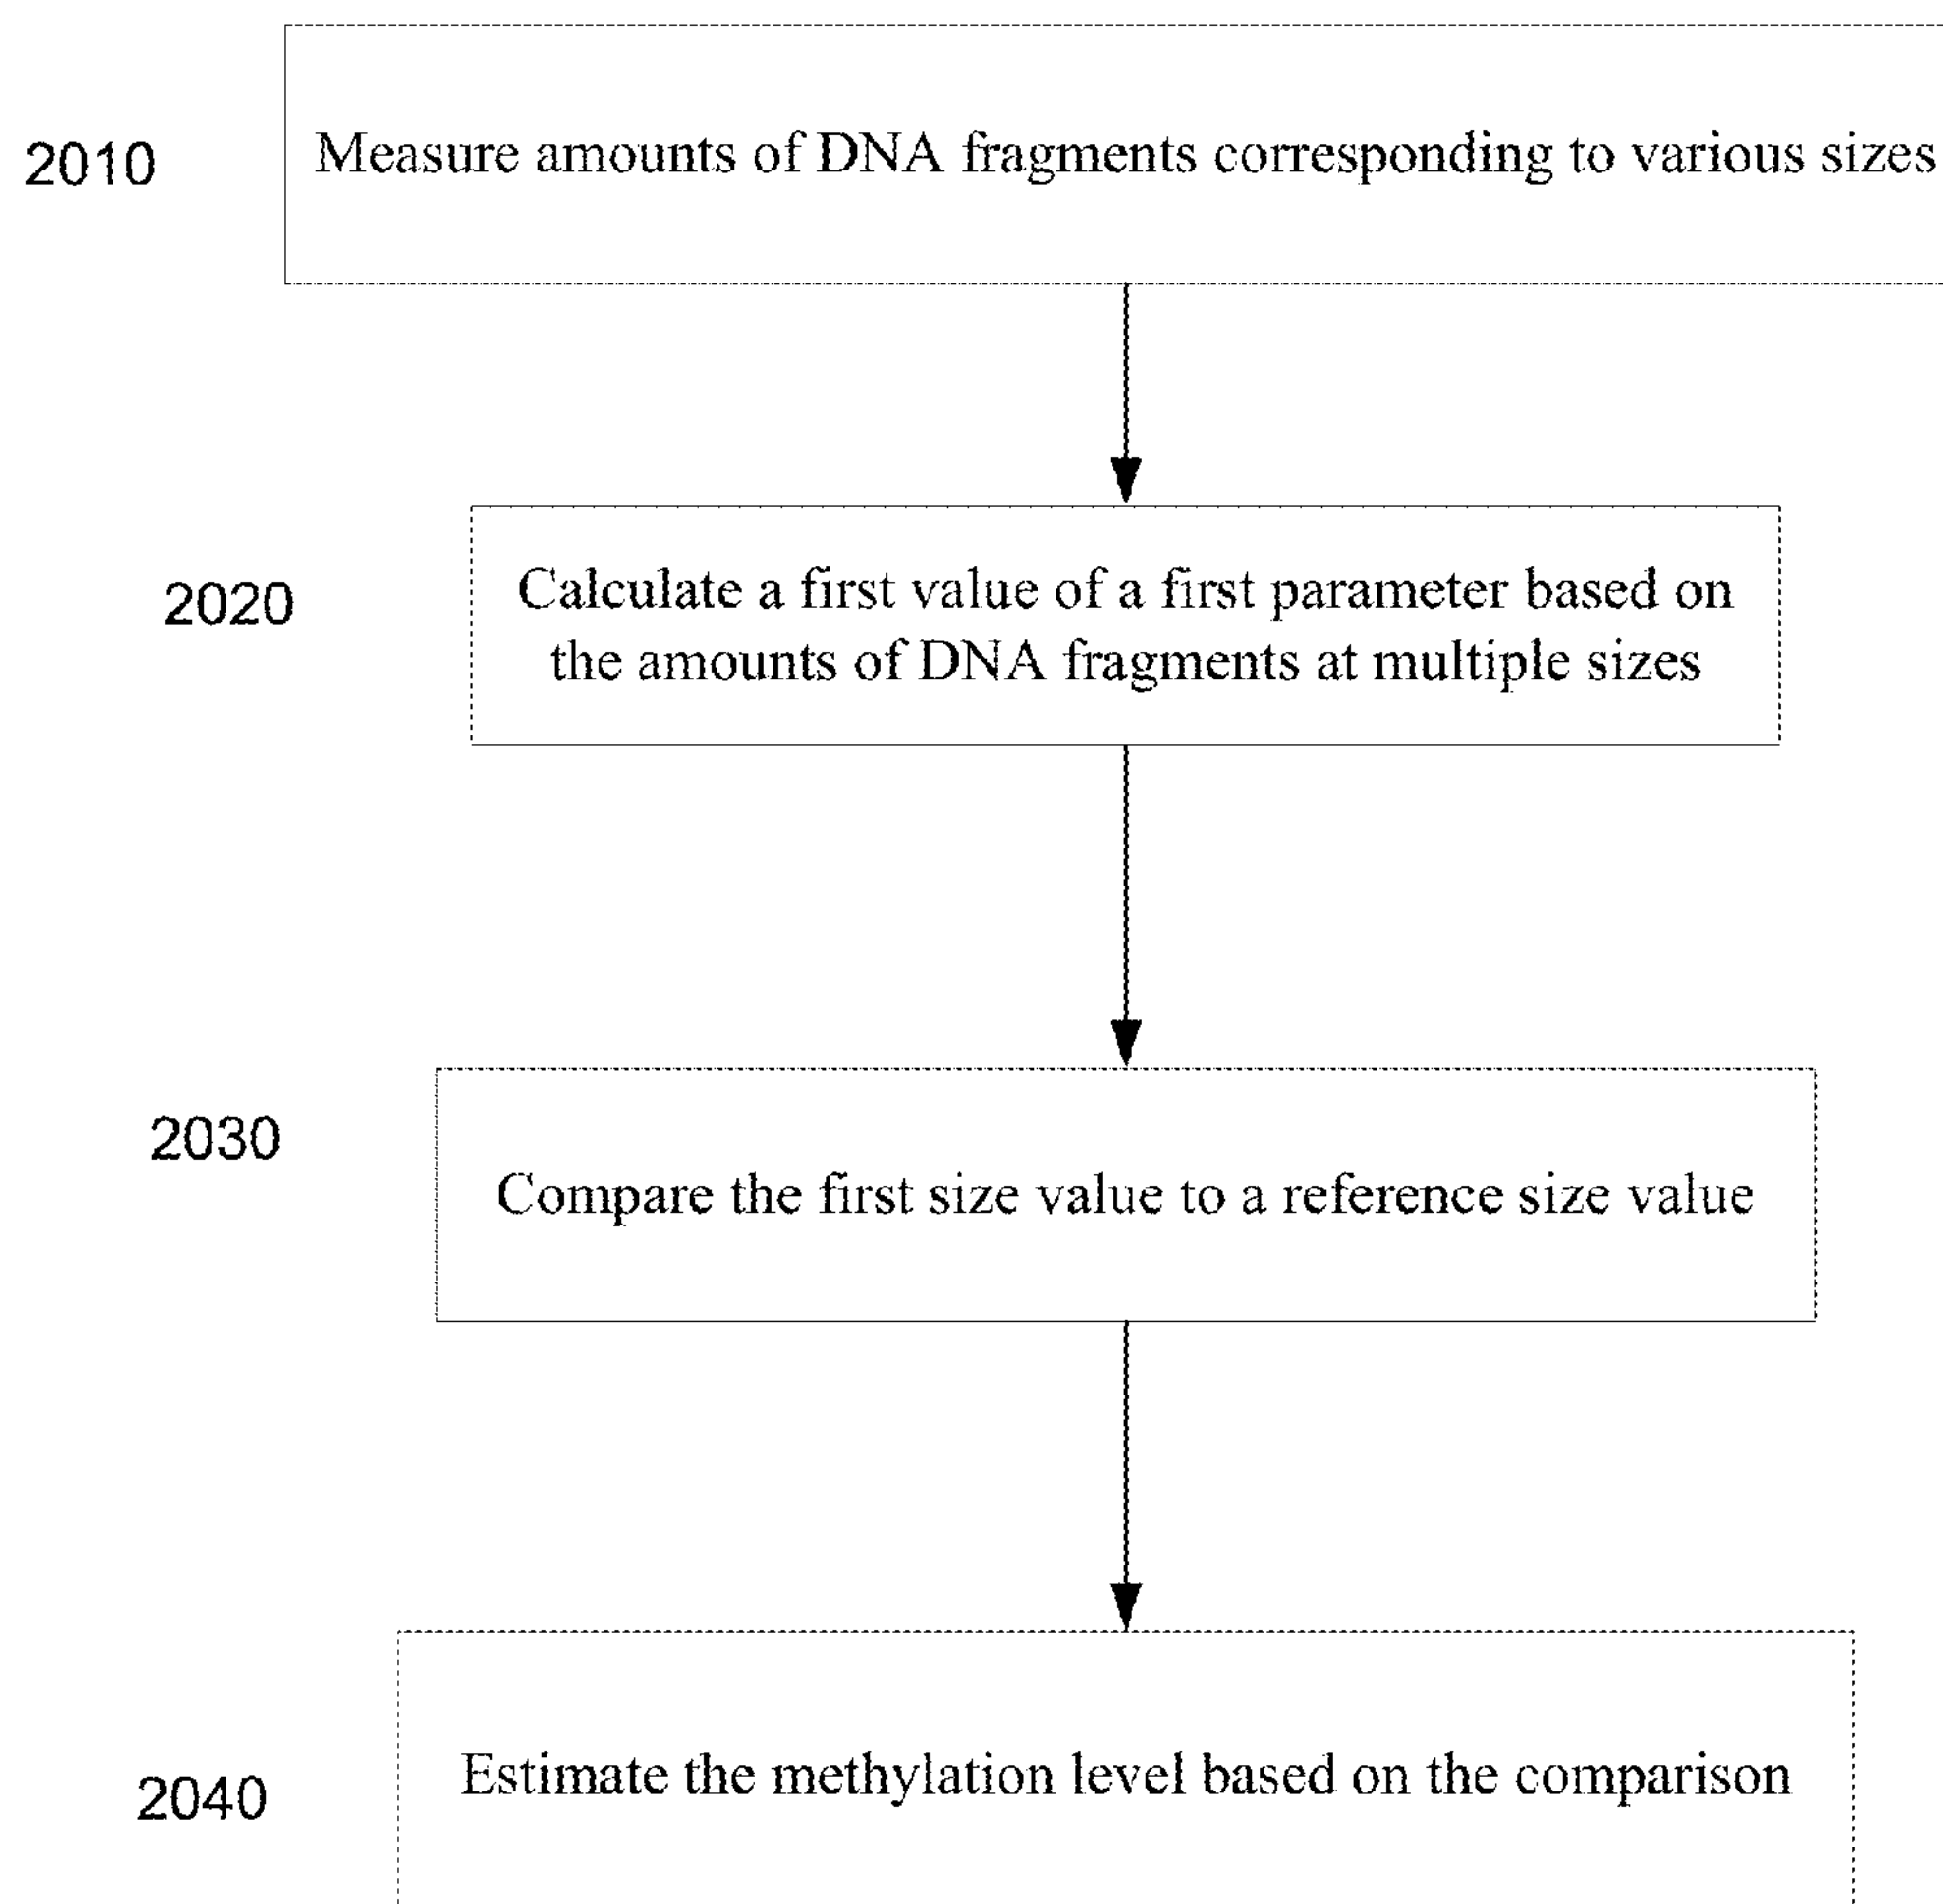 2010
Measure amounts of DNA fragments corresponding to various sizes
2020
Calculate a first value of a first parameter based on
the amounts of DNA fragments at multiple sizes
2030
Compare the first size value to a reference size value
2040
Estimate the methylation level based on the comparison